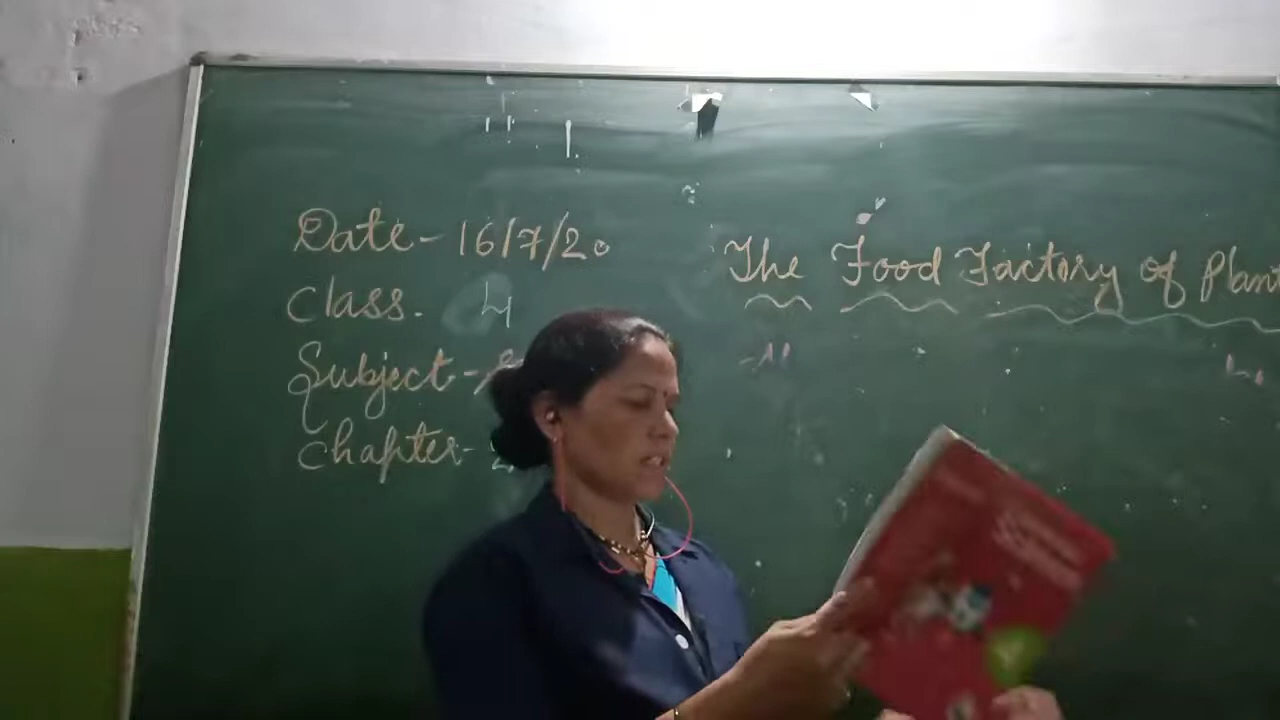 Date - 16/7/20
Class. 4
Subject -
Chapter -
The Food Factory of Plant